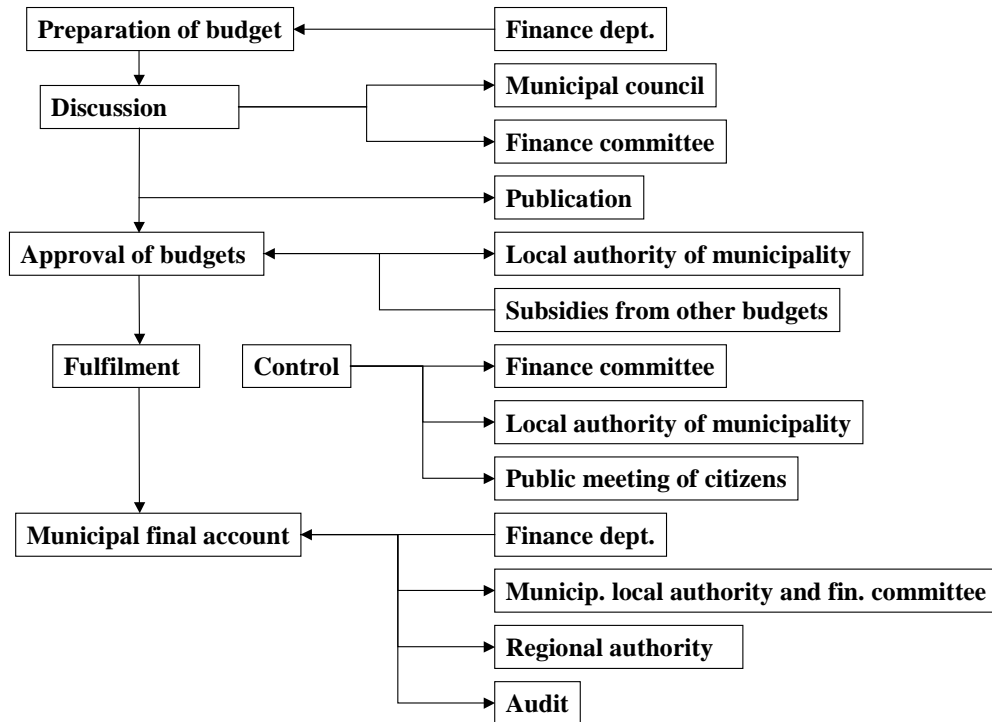 Preparation of budget
Finance dept.
Discussion
Municipal council
Finance committee
Publication
Approval of budgets
Local authority of municipality
Subsidies from other budgets
Fulfilment
Control
Finance committee
Local authority of municipality
Public meeting of citizens
Municipal final account
Finance dept.
Municip. local authority and fin. committee
Regional authority
Audit